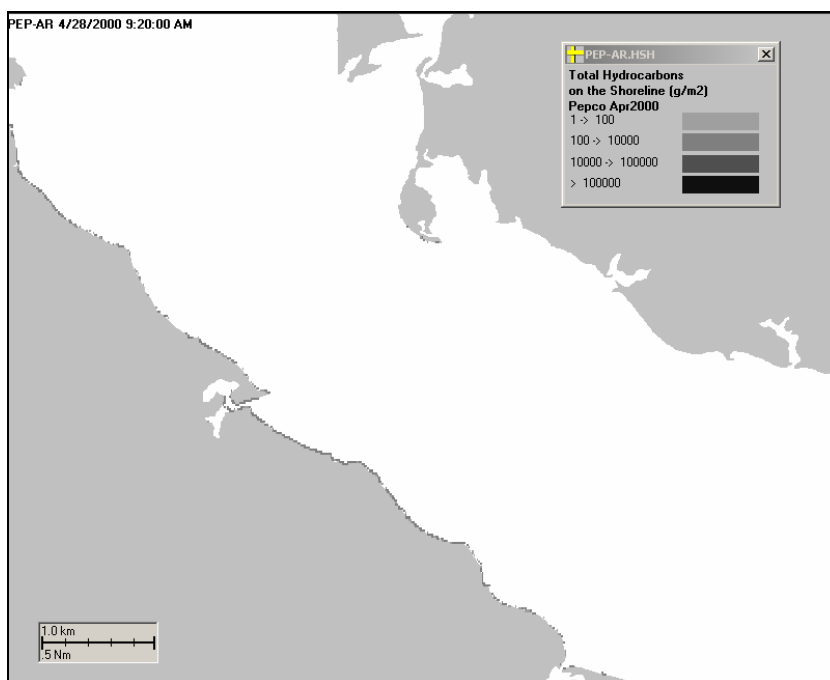 PEP-AR 4/28/2000 9:20:00 AM
PEP-AR.HSH
Total Hydrocarbons
on the Shoreline (g/m2)
Pepco Apr2000
1 -> 100
100 -> 10000
10000 -> 100000
> 100000
1.0 km
.5 Nm